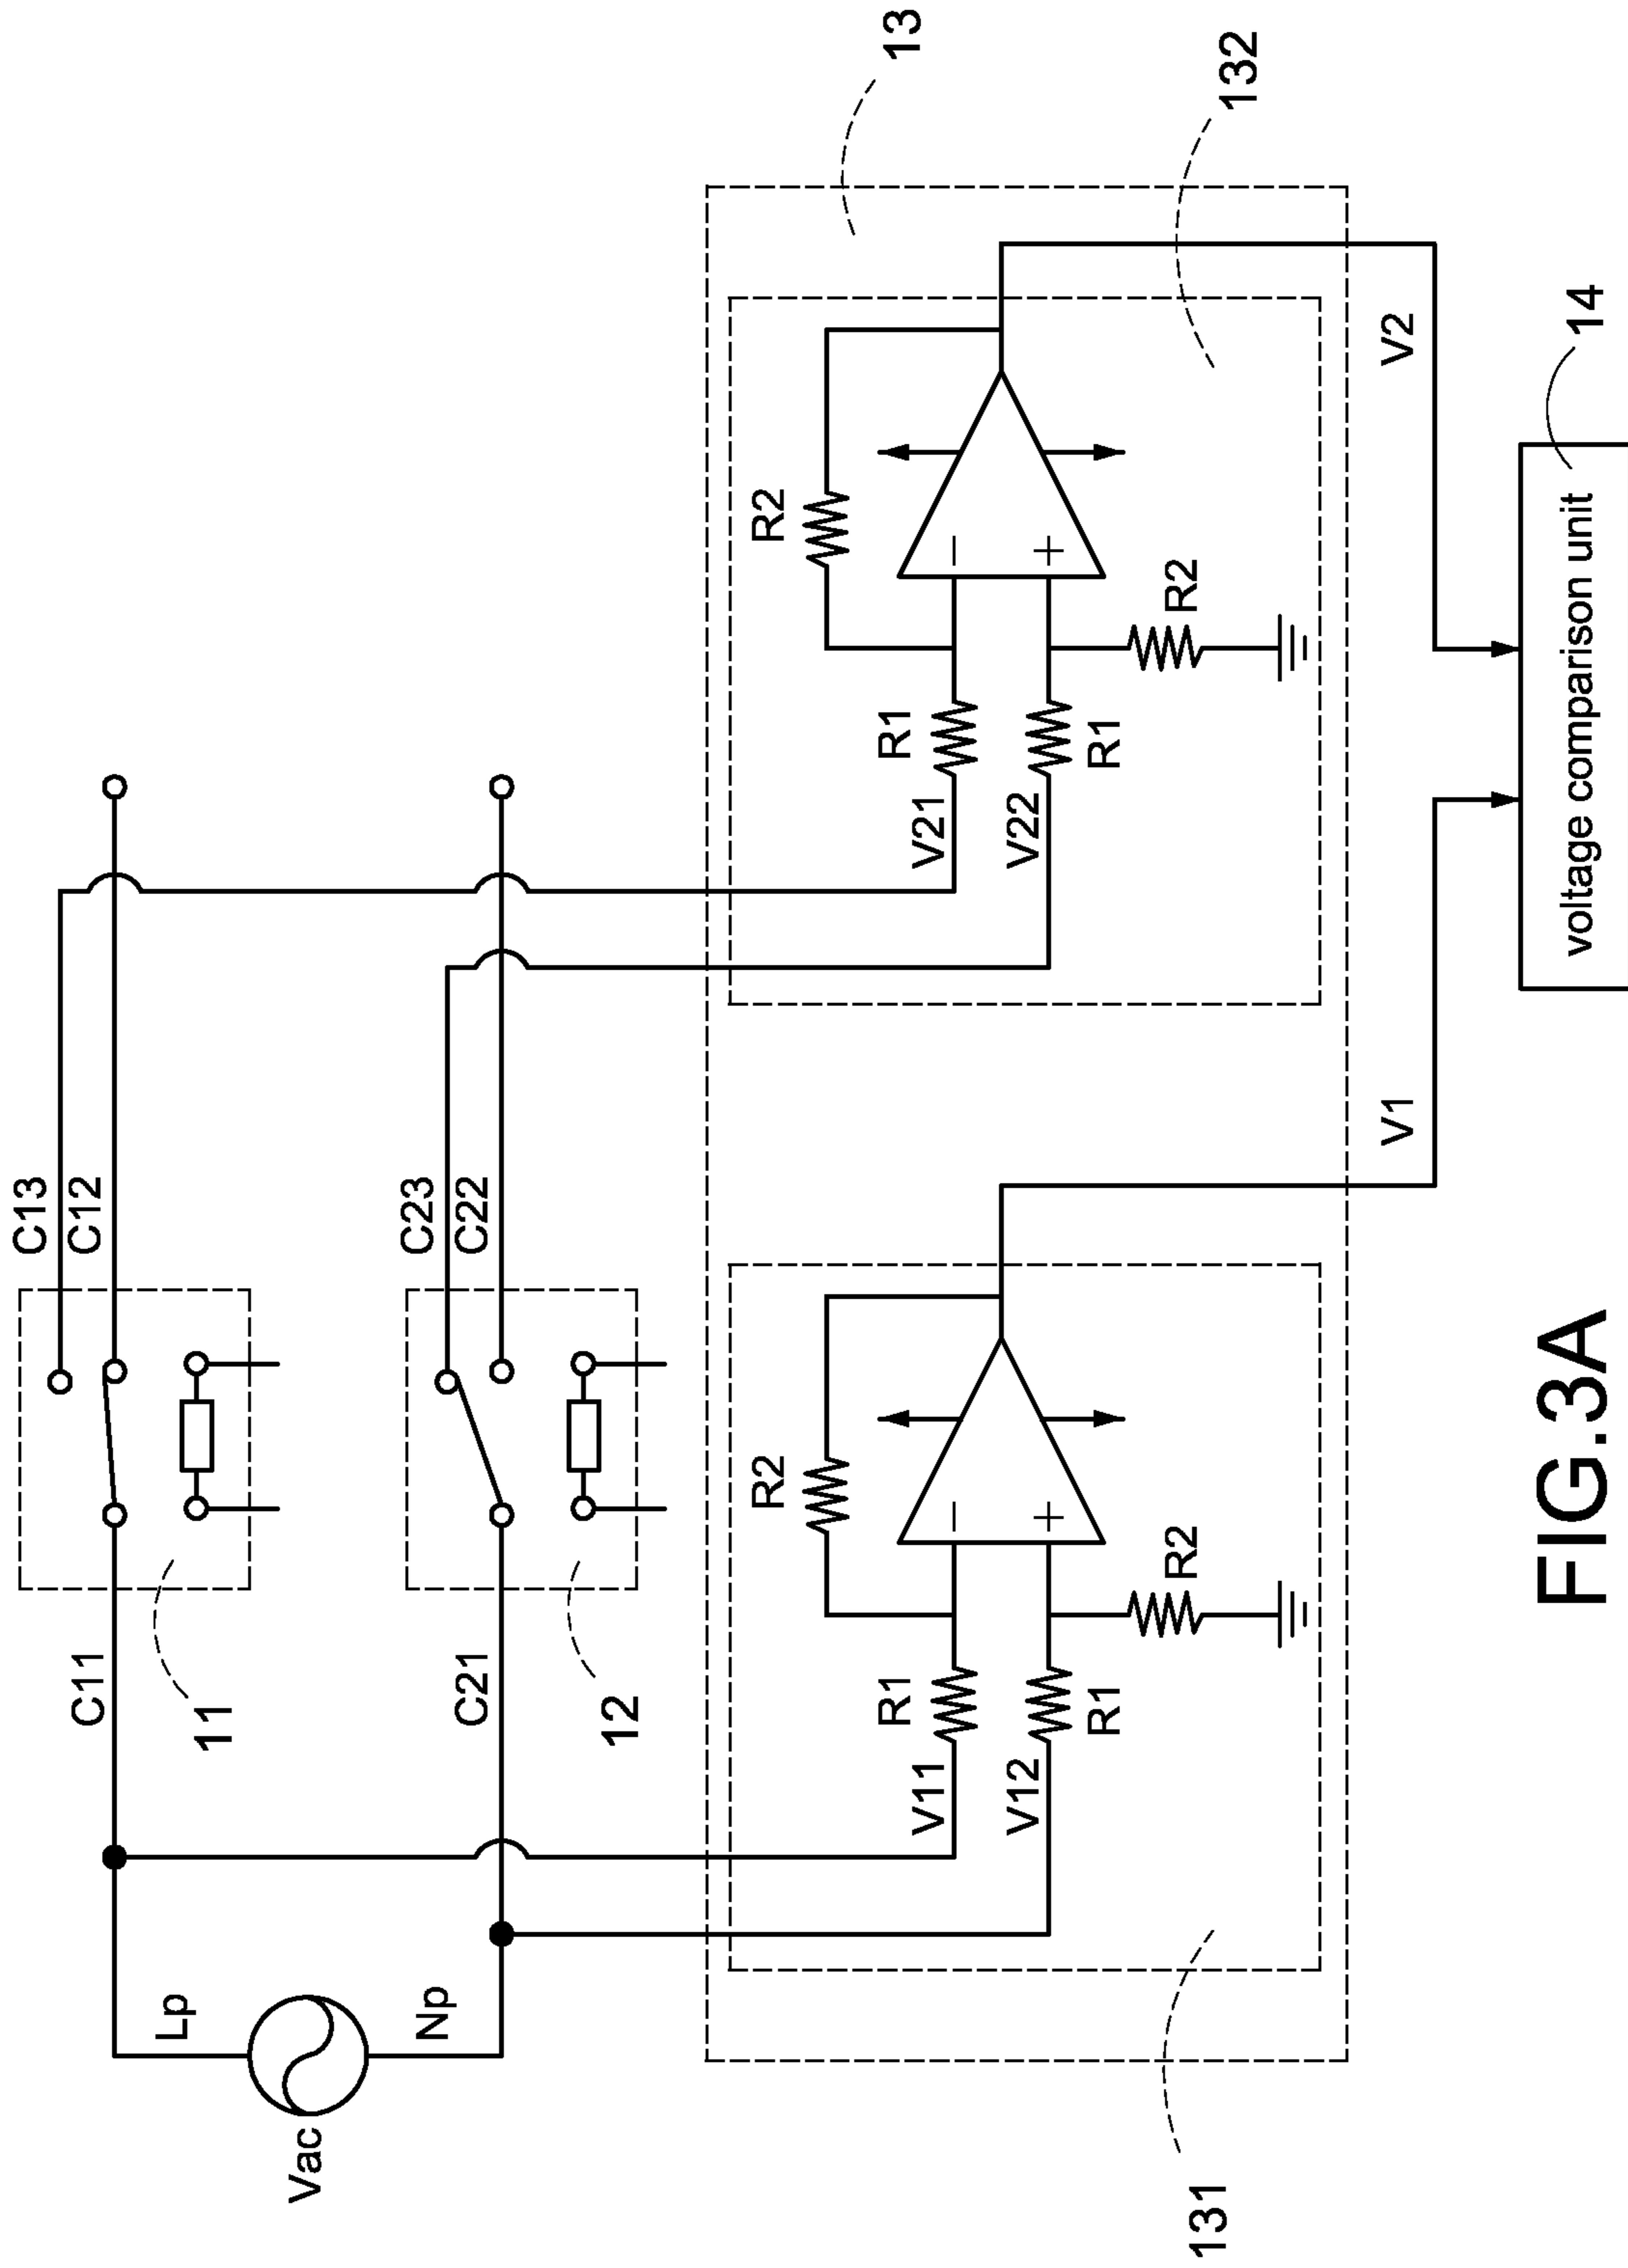 C13
C12
C11
11
C23
C22
C21
12
Lp
Vac
Np
13
132
131
R2
R1
V11
V12
R1
R2
R2
R1
V21
V22
R1
R2
V1
V2
14
voltage comparison unit
FIG.3A